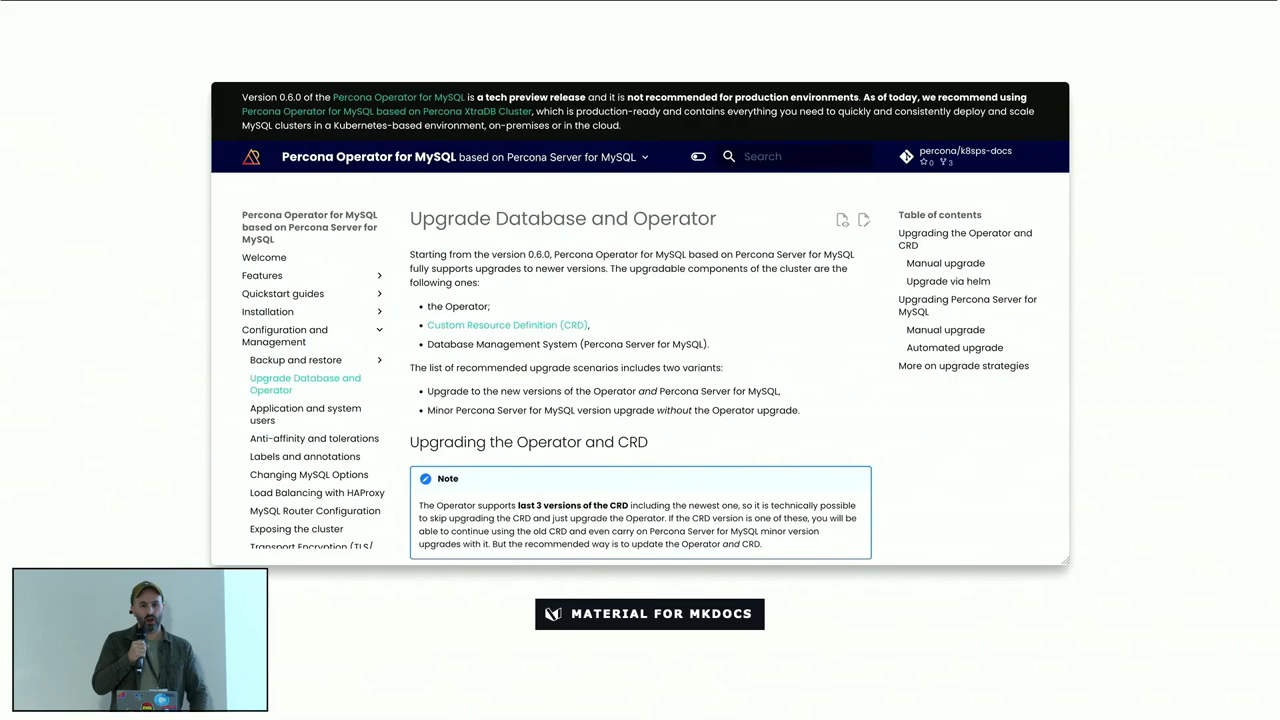 Version 0.6.0 of the Percona Operator for MySQL is a tech preview release and it is not recommended for production environments. As of today, we recommend using
Percona Operator for MySQL based on Percona XtraDB Cluster, which is production-ready and contains everything you need to quickly and consistently deploy and scale
MySQL clusters in a Kubernetes-based environment, on-premises or in the cloud.
Percona Operator for MySQL based on Percona Server for MySQL
Search
percona/k8sps-docs
0 3
Percona Operator for MySQL
based on Percona Server for
MySQL
Welcome
Features
Quickstart guides
Installation
Configuration and
Management
Backup and restore
Upgrade Database and
Operator
Application and system
users
Anti-affinity and tolerations
Labels and annotations
Changing MySQL Options
Load Balancing with HAProxy
MySQL Router Configuration
Exposing the cluster
Transport Encryption (TLS/
Upgrade Database and Operator
Starting from the version 0.6.0, Percona Operator for MySQL based on Percona Server for MySQL
fully supports upgrades to newer versions. The upgradable components of the cluster are the
following ones:
• the Operator;
• Custom Resource Definition (CRD),
• Database Management System (Percona Server for MySQL).
The list of recommended upgrade scenarios includes two variants:
• Upgrade to the new versions of the Operator and Percona Server for MySQL,
• Minor Percona Server for MySQL version upgrade without the Operator upgrade.
Upgrading the Operator and CRD
Note
The Operator supports last 3 versions of the CRD including the newest one, so it is technically possible
to skip upgrading the CRD and just upgrade the Operator. If the CRD version is one of these, you will be
able to continue using the old CRD and even carry on Percona Server for MySQL minor version
upgrades with it. But the recommended way is to update the Operator and CRD.
Table of contents
Upgrading the Operator and
CRD
Manual upgrade
Upgrade via helm
Upgrading Percona Server for
MySQL
Manual upgrade
Automated upgrade
More on upgrade strategies
MATERIAL FOR MKDOCS